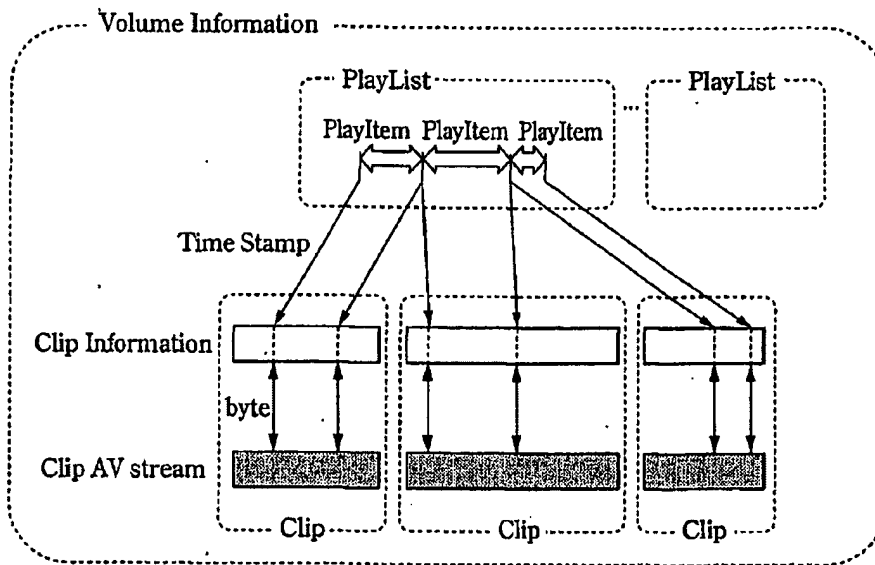 Volume Information
PlayList
PlayList
...
PlayItem PlayItem PlayItem
Time Stamp
Clip Information
byte
Clip AV stream
Clip
Clip
Clip